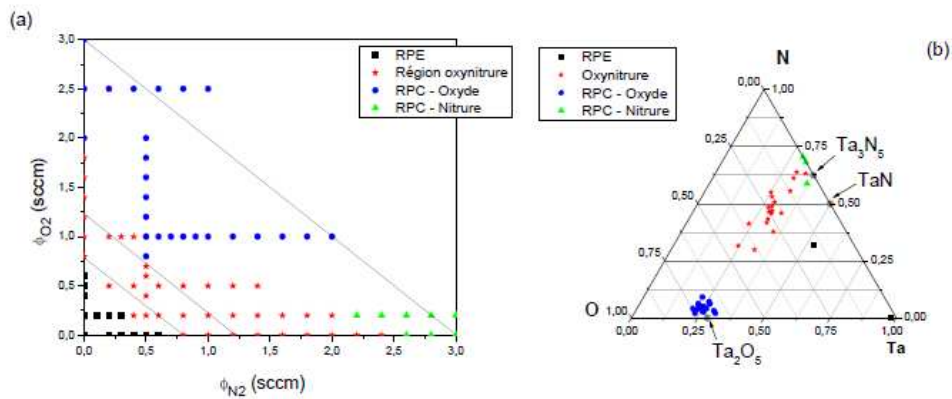 (a)
3,0
2,5
2,0
1,5
1,0
0,5
0,0
ϕO2 (sccm)
0,0 0,5 1,0 1,5 2,0 2,5 3,0
ϕN2 (sccm)
RPE
Région oxynitrure
RPC - Oxyde
RPC - Nitrure
(b)
RPE
Oxynitrure
RPC - Oxyde
RPC - Nitrure
N
0,00 1,00
0,25 0,75
Ta3N5
TaN
0,50 0,50
0,75 0,25
O 1,00 0,00
0,00 0,25 0,50 0,75 1,00
Ta
Ta2O5